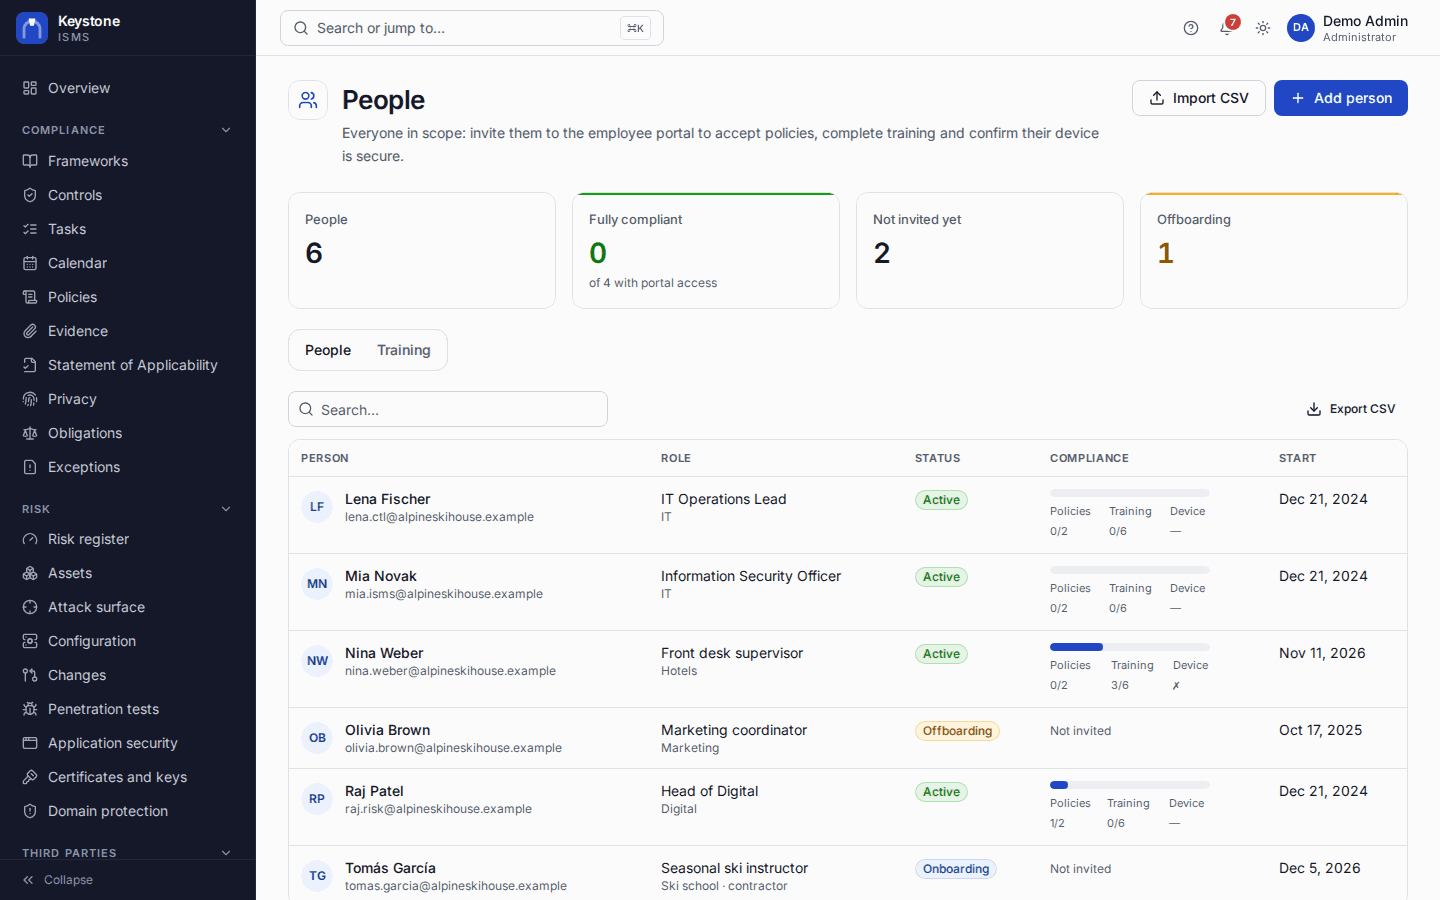 Keystone
ISMS
Search or jump to...
⌘K
7
DA
Demo Admin
Administrator
Overview
COMPLIANCE
Frameworks
Controls
Tasks
Calendar
Policies
Evidence
Statement of Applicability
Privacy
Obligations
Exceptions
RISK
Risk register
Assets
Attack surface
Configuration
Changes
Penetration tests
Application security
Certificates and keys
Domain protection
THIRD PARTIES
Collapse
People
Everyone in scope: invite them to the employee portal to accept policies, complete training and confirm their device
is secure.
Import CSV
Add person
People
6
Fully compliant
0
of 4 with portal access
Not invited yet
2
Offboarding
1
People Training
Search...
Export CSV
PERSON ROLE STATUS COMPLIANCE START
LF Lena Fischer IT Operations Lead Active Dec 21, 2024
lena.ctl@alpineskihouse.example IT
Policies Training Device
0/2 0/6 —
MN Mia Novak Information Security Officer Active Dec 21, 2024
mia.isms@alpineskihouse.example IT
Policies Training Device
0/2 0/6 —
NW Nina Weber Front desk supervisor Active Nov 11, 2026
nina.weber@alpineskihouse.example Hotels
Policies Training Device
0/2 3/6 ✗
OB Olivia Brown Marketing coordinator Offboarding Not invited Oct 17, 2025
olivia.brown@alpineskihouse.example Marketing
RP Raj Patel Head of Digital Active Dec 21, 2024
raj.risk@alpineskihouse.example Digital
Policies Training Device
1/2 0/6 —
TG Tomás García Seasonal ski instructor Onboarding Not invited Dec 5, 2026
tomas.garcia@alpineskihouse.example Ski school · contractor